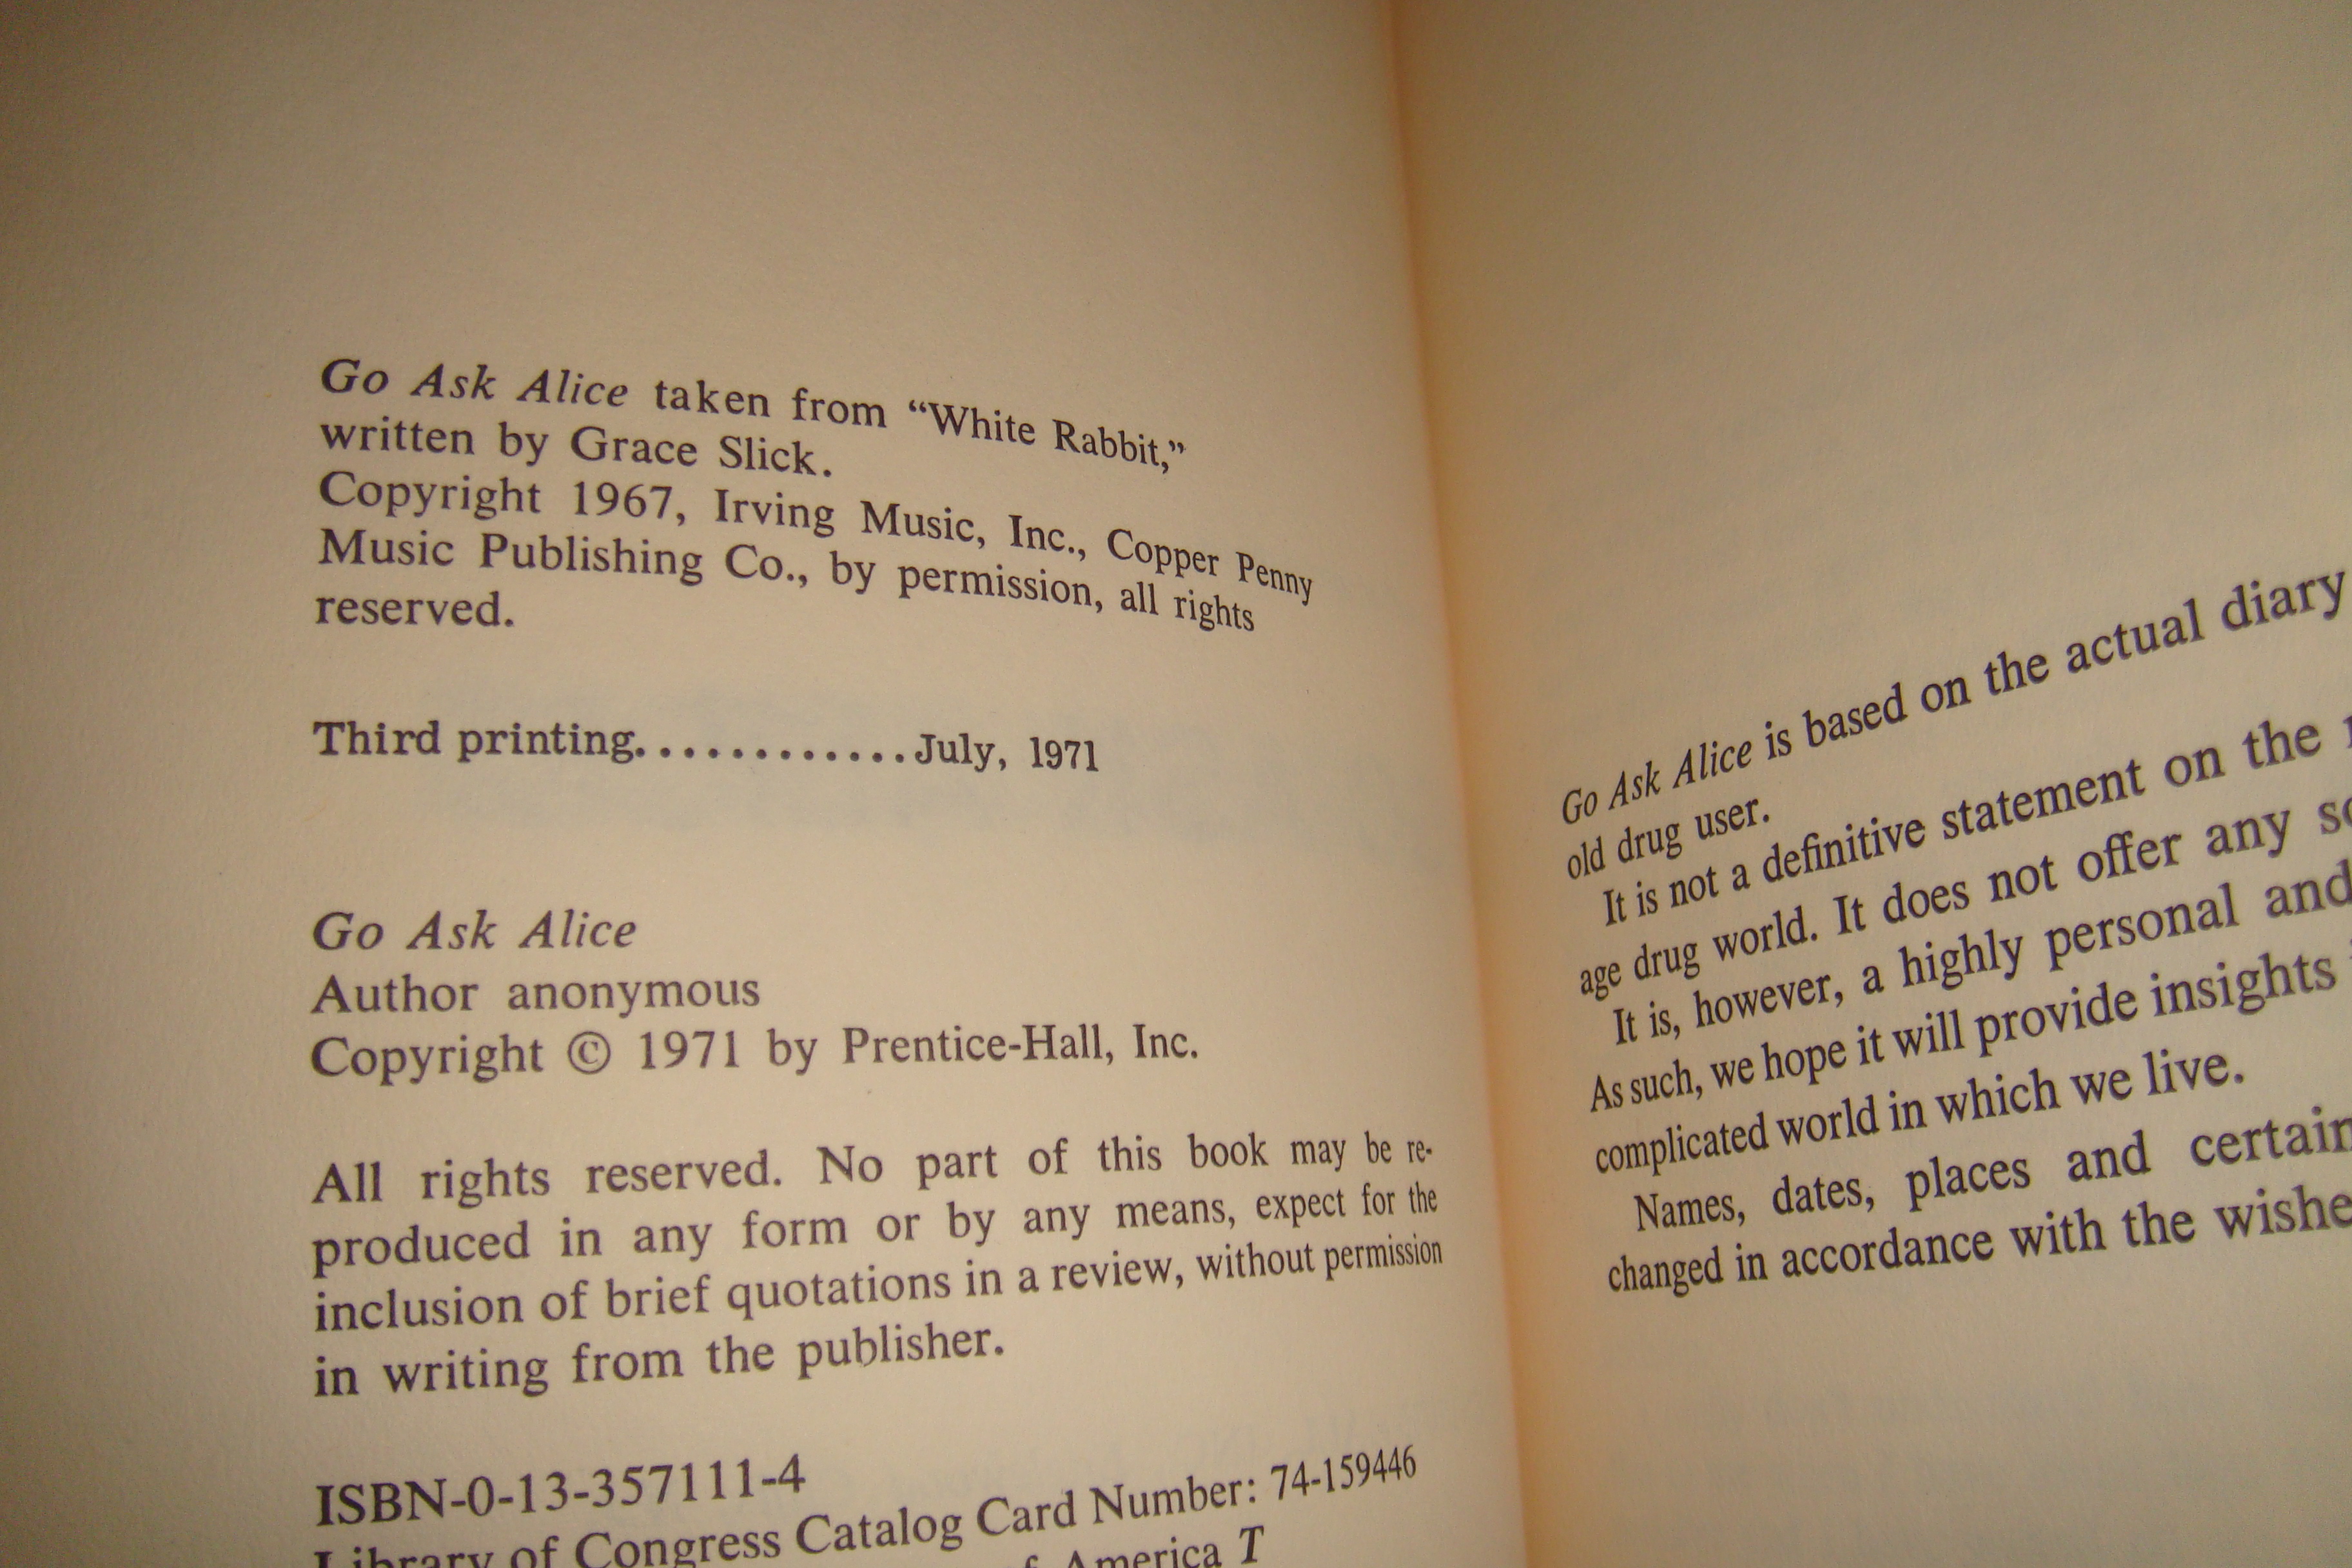 Go Ask Alice taken from “White Rabbit,”
written by Grace Slick.
Copyright 1967, Irving Music, Inc., Copper Penny
Music Publishing Co., by permission, all rights
reserved.
Third printing............July, 1971
Go Ask Alice
Author anonymous
Copyright © 1971 by Prentice-Hall, Inc.
All rights reserved. No part of this book may be re-
produced in any form or by any means, expect for the
inclusion of brief quotations in a review, without permission
in writing from the publisher.
ISBN-0-13-357111-4
Library of Congress Catalog Card Number: 74-159446
of America T
Go Ask Alice is based on the actual diary
old drug user.
It is not a definitive statement on the
age drug world. It does not offer any
It is, however, a highly personal and
As such, we hope it will provide insights
complicated world in which we live.
Names, dates, places and certain
changed in accordance with the